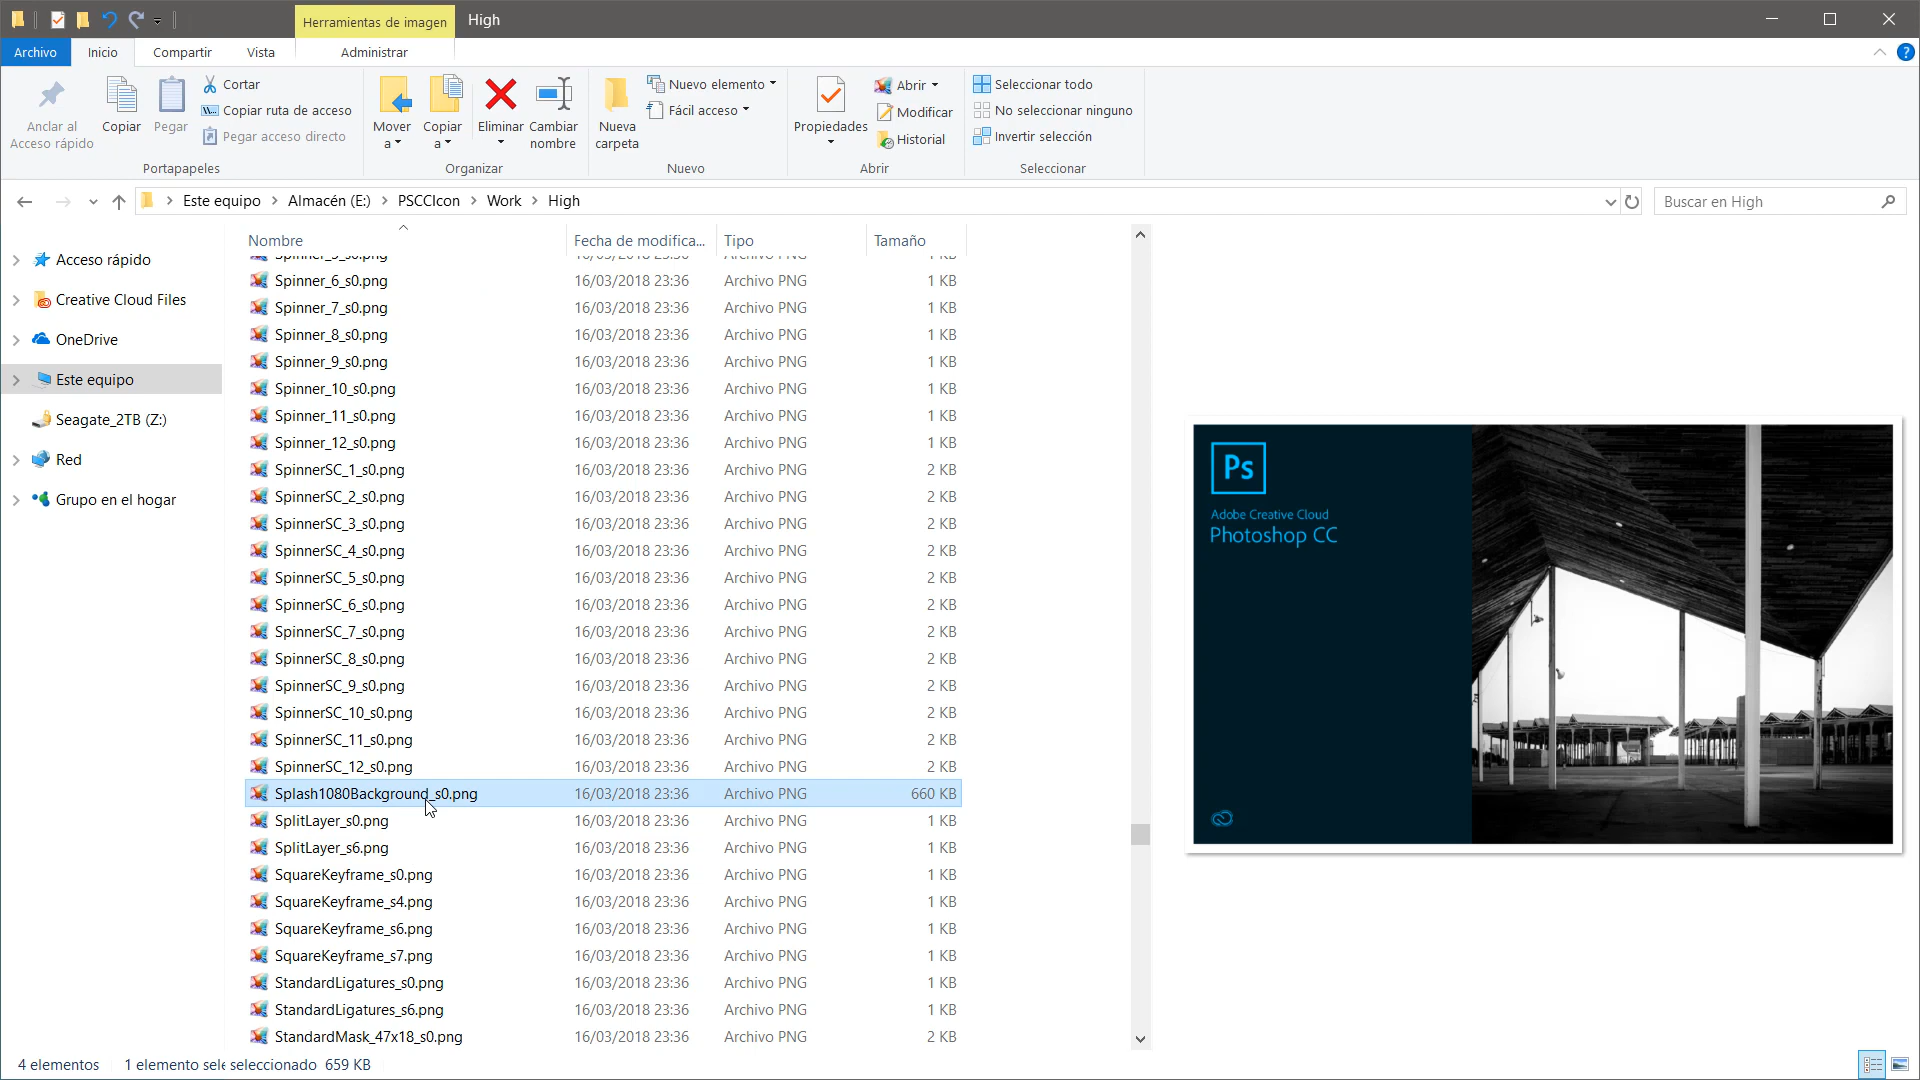 Herramientas de imagen High
Archivo Inicio Compartir Vista Administrar
Anclar al Acceso rápido
Copiar
Pegar
Cortar
Copiar ruta de acceso
Pegar acceso directo
Portapapeles
Mover a
Copiar a
Eliminar
Cambiar nombre
Organizar
Nueva carpeta
Nuevo elemento
Fácil acceso
Nuevo
Propiedades
Abrir
Modificar
Historial
Abrir
Seleccionar todo
No seleccionar ninguno
Invertir selección
Seleccionar
Este equipo > Almacén (E:) > PSCCIcon > Work > High
Buscar en High
Acceso rápido
Creative Cloud Files
OneDrive
Este equipo
Seagate_2TB (Z:)
Red
Grupo en el hogar
Nombre Fecha de modifica... Tipo Tamaño
Spinner_6_s0.png 16/03/2018 23:36 Archivo PNG 1 KB
Spinner_7_s0.png 16/03/2018 23:36 Archivo PNG 1 KB
Spinner_8_s0.png 16/03/2018 23:36 Archivo PNG 1 KB
Spinner_9_s0.png 16/03/2018 23:36 Archivo PNG 1 KB
Spinner_10_s0.png 16/03/2018 23:36 Archivo PNG 1 KB
Spinner_11_s0.png 16/03/2018 23:36 Archivo PNG 1 KB
Spinner_12_s0.png 16/03/2018 23:36 Archivo PNG 1 KB
SpinnerSC_1_s0.png 16/03/2018 23:36 Archivo PNG 2 KB
SpinnerSC_2_s0.png 16/03/2018 23:36 Archivo PNG 2 KB
SpinnerSC_3_s0.png 16/03/2018 23:36 Archivo PNG 2 KB
SpinnerSC_4_s0.png 16/03/2018 23:36 Archivo PNG 2 KB
SpinnerSC_5_s0.png 16/03/2018 23:36 Archivo PNG 2 KB
SpinnerSC_6_s0.png 16/03/2018 23:36 Archivo PNG 2 KB
SpinnerSC_7_s0.png 16/03/2018 23:36 Archivo PNG 2 KB
SpinnerSC_8_s0.png 16/03/2018 23:36 Archivo PNG 2 KB
SpinnerSC_9_s0.png 16/03/2018 23:36 Archivo PNG 2 KB
SpinnerSC_10_s0.png 16/03/2018 23:36 Archivo PNG 2 KB
SpinnerSC_11_s0.png 16/03/2018 23:36 Archivo PNG 2 KB
SpinnerSC_12_s0.png 16/03/2018 23:36 Archivo PNG 2 KB
Splash1080Background_s0.png 16/03/2018 23:36 Archivo PNG 660 KB
SplitLayer_s0.png 16/03/2018 23:36 Archivo PNG 1 KB
SplitLayer_s6.png 16/03/2018 23:36 Archivo PNG 1 KB
SquareKeyframe_s0.png 16/03/2018 23:36 Archivo PNG 1 KB
SquareKeyframe_s4.png 16/03/2018 23:36 Archivo PNG 1 KB
SquareKeyframe_s6.png 16/03/2018 23:36 Archivo PNG 1 KB
SquareKeyframe_s7.png 16/03/2018 23:36 Archivo PNG 1 KB
StandardLigatures_s0.png 16/03/2018 23:36 Archivo PNG 1 KB
StandardLigatures_s6.png 16/03/2018 23:36 Archivo PNG 1 KB
StandardMask_47x18_s0.png 16/03/2018 23:36 Archivo PNG 2 KB
Ps
Adobe Creative Cloud
Photoshop CC
4 elementos 1 elemento sele seleccionado 659 KB